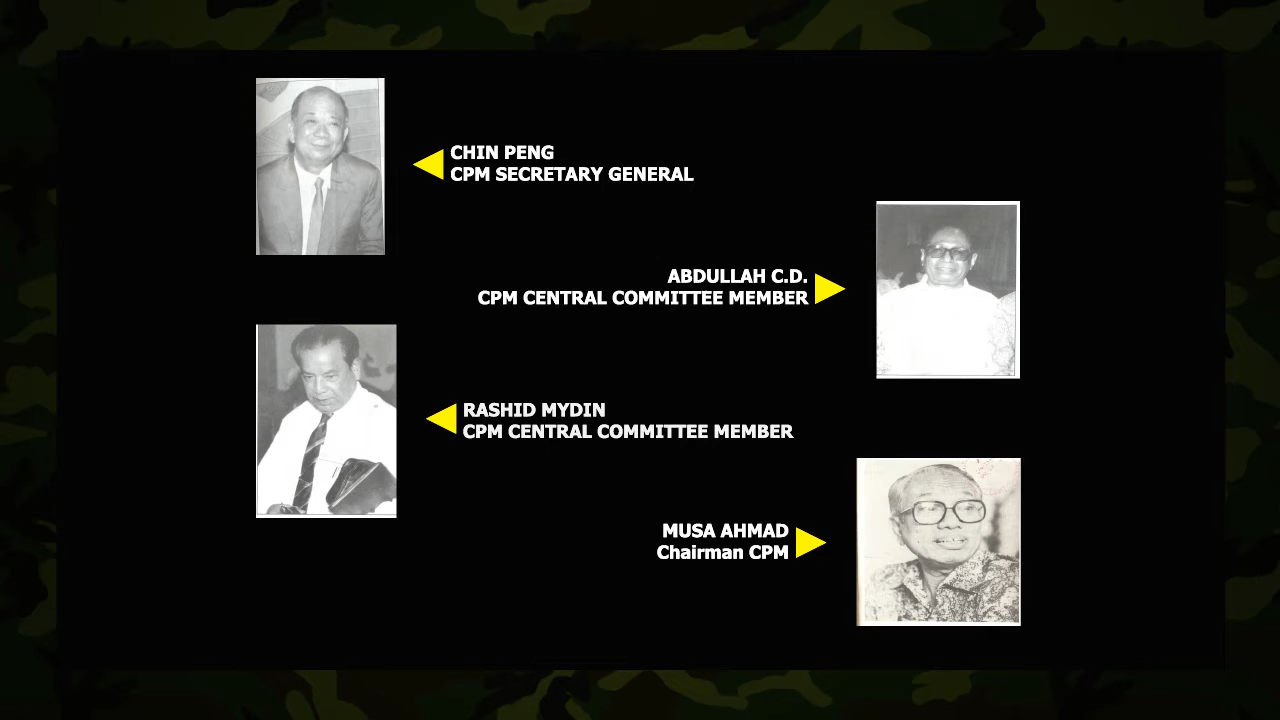 CHIN PENG
CPM SECRETARY GENERAL
ABDULLAH C.D.
CPM CENTRAL COMMITTEE MEMBER
RASHID MYDIN
CPM CENTRAL COMMITTEE MEMBER
MUSA AHMAD
Chairman CPM